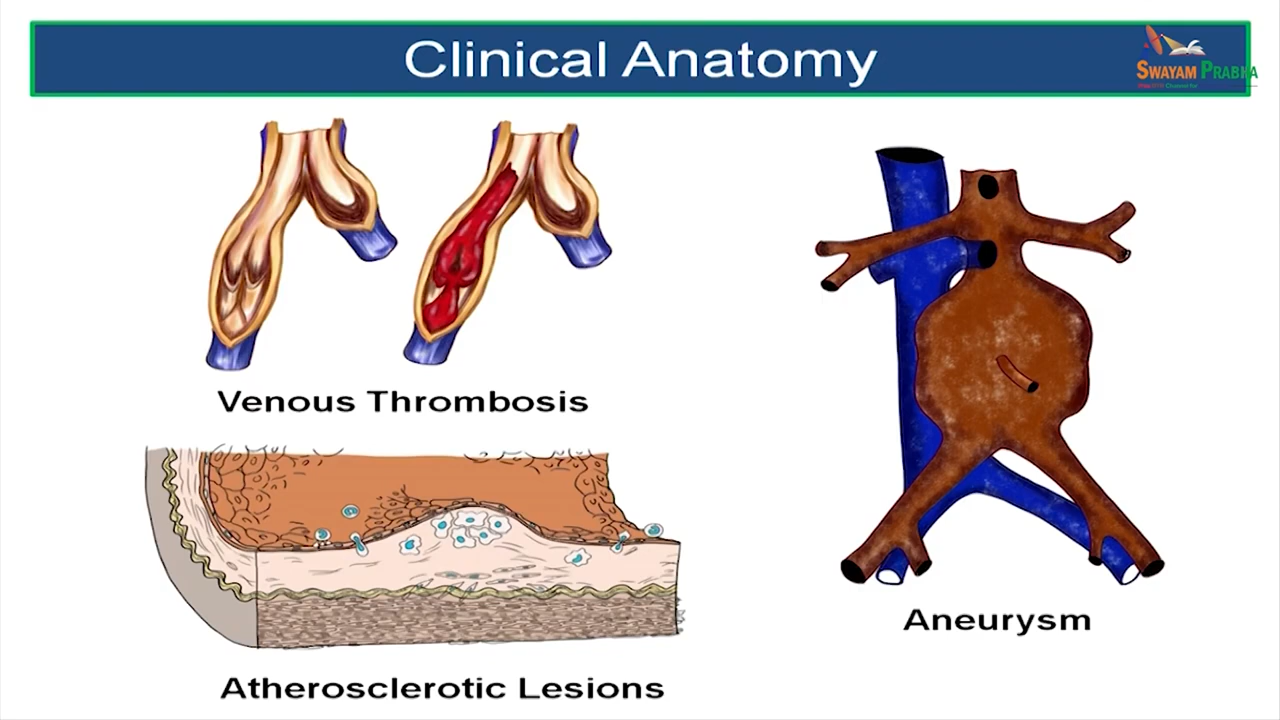 Clinical Anatomy
SWAYAM PRABHA
Venous Thrombosis
Aneurysm
Atherosclerotic Lesions